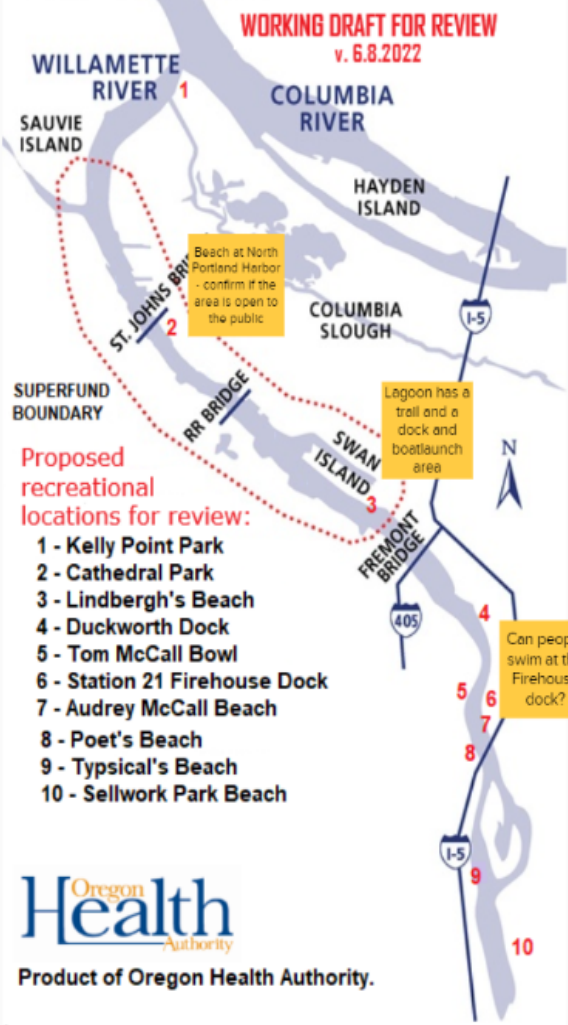 WORKING DRAFT FOR REVIEW
v. 6.8.2022
WILLAMETTE
RIVER
1
COLUMBIA
RIVER
SAUVIE
ISLAND
HAYDEN
ISLAND
Beach at North
Portland Harbor
- confirm if the
area is open to
the public
ST. JOHNS
2
COLUMBIA
SLOUGH
I-5
SUPERFUND
BOUNDARY
RR BRIDGE
Lagoon has a
trail and a
dock and
boatlaunch
area
SWAN
ISLAND
N
3
FREMONT
BRIDGE
Proposed
recreational
locations for review:
1 - Kelly Point Park
2 - Cathedral Park
3 - Lindbergh's Beach
4 - Duckworth Dock
5 - Tom McCall Bowl
6 - Station 21 Firehouse Dock
7 - Audrey McCall Beach
8 - Poet's Beach
9 - Typsical's Beach
10 - Sellwork Park Beach
405
4
Can
swim at
dock?
5
6
7
8
I-5
9
10
Oregon
Health
Authority
Product of Oregon Health Authority.